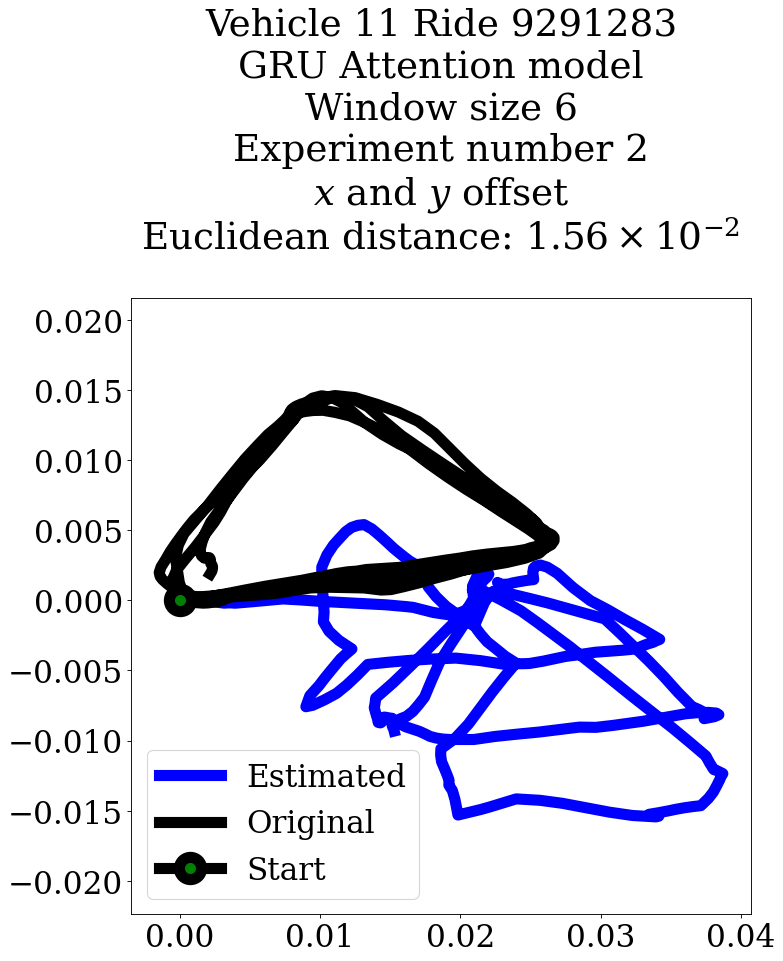 Vehicle 11 Ride 9291283
GRU Attention model
Window size 6
Experiment number 2
x and y offset
Euclidean distance: 1.56 × 10⁻²
0.020
0.015
0.010
0.005
0.000
−0.005
−0.010
−0.015
−0.020
Estimated
Original
Start
0.00 0.01 0.02 0.03 0.04